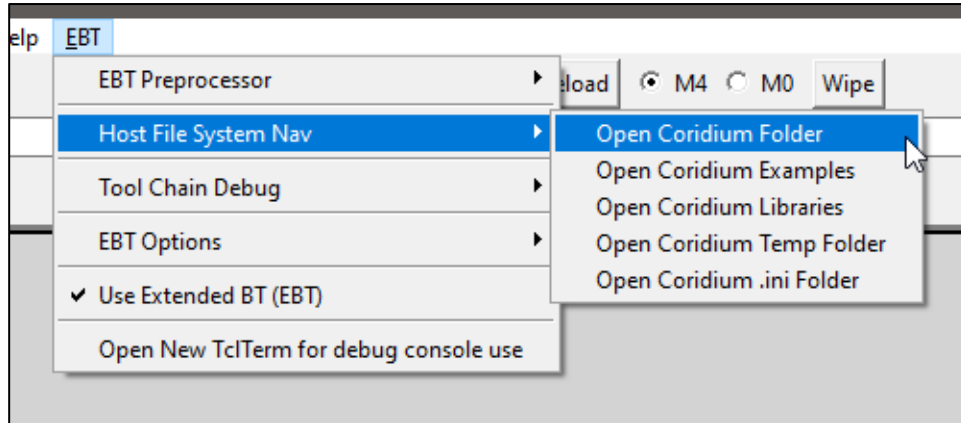 elp EBT
EBT Preprocessor
eload M4 M0 Wipe
Host File System Nav
Open Coridium Folder
Open Coridium Examples
Tool Chain Debug
Open Coridium Libraries
EBT Options
Open Coridium Temp Folder
Open Coridium .ini Folder
Use Extended BT (EBT)
Open New TclTerm for debug console use